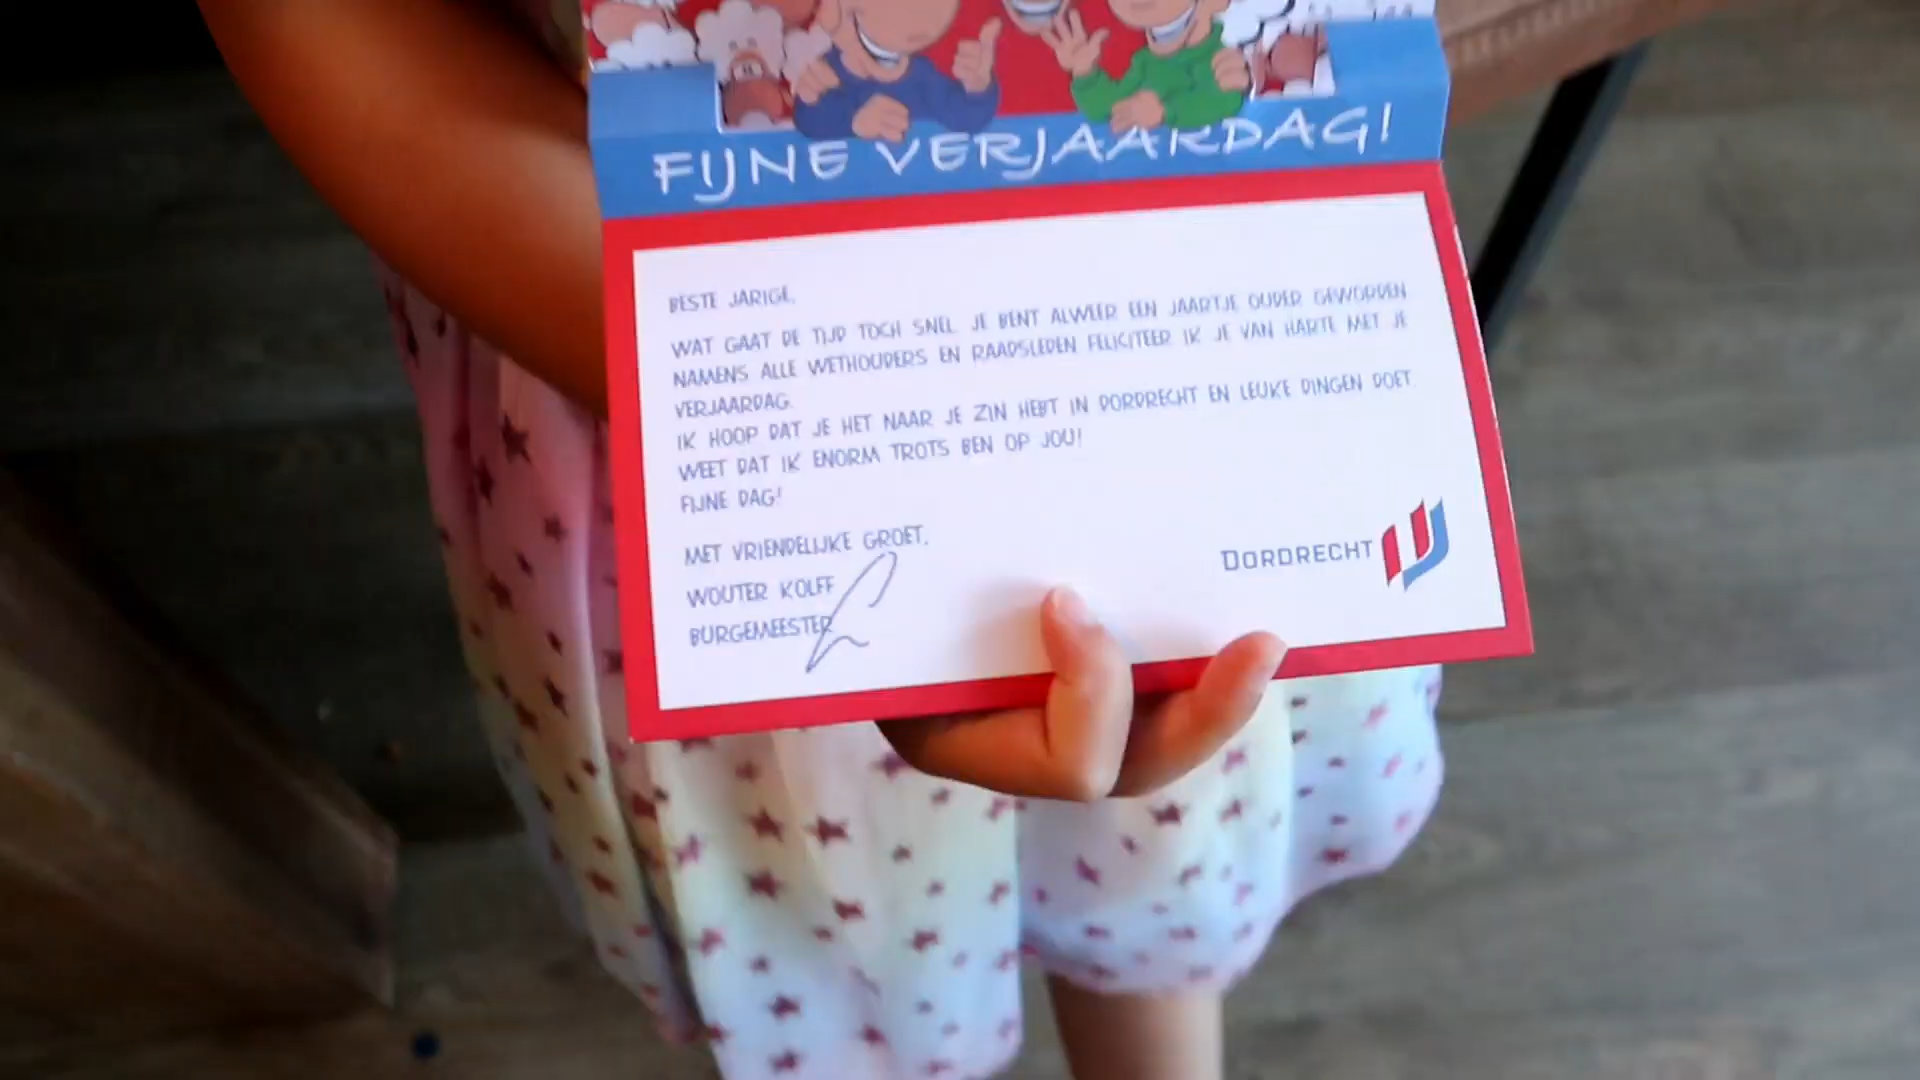 FIJNE VERJAARDAG!
BESTE JARIGE,
WAT GAAT DE TIJD TOCH SNEL. JE BENT ALWEER EEN JAARTJE OUDER GEWORDEN.
NAMENS ALLE WETHOUDERS EN RAADSLEDEN FELICITEER IK JE VAN HARTE MET JE
VERJAARDAG.
IK HOOP DAT JE HET NAAR JE ZIN HEBT IN DORDRECHT EN LEUKE DINGEN DOET.
WEET DAT IK ENORM TROTS BEN OP JOU!
FIJNE DAG!
MET VRIENDELIJKE GROET,
WOUTER KOLFF
BURGEMEESTER
DORDRECHT